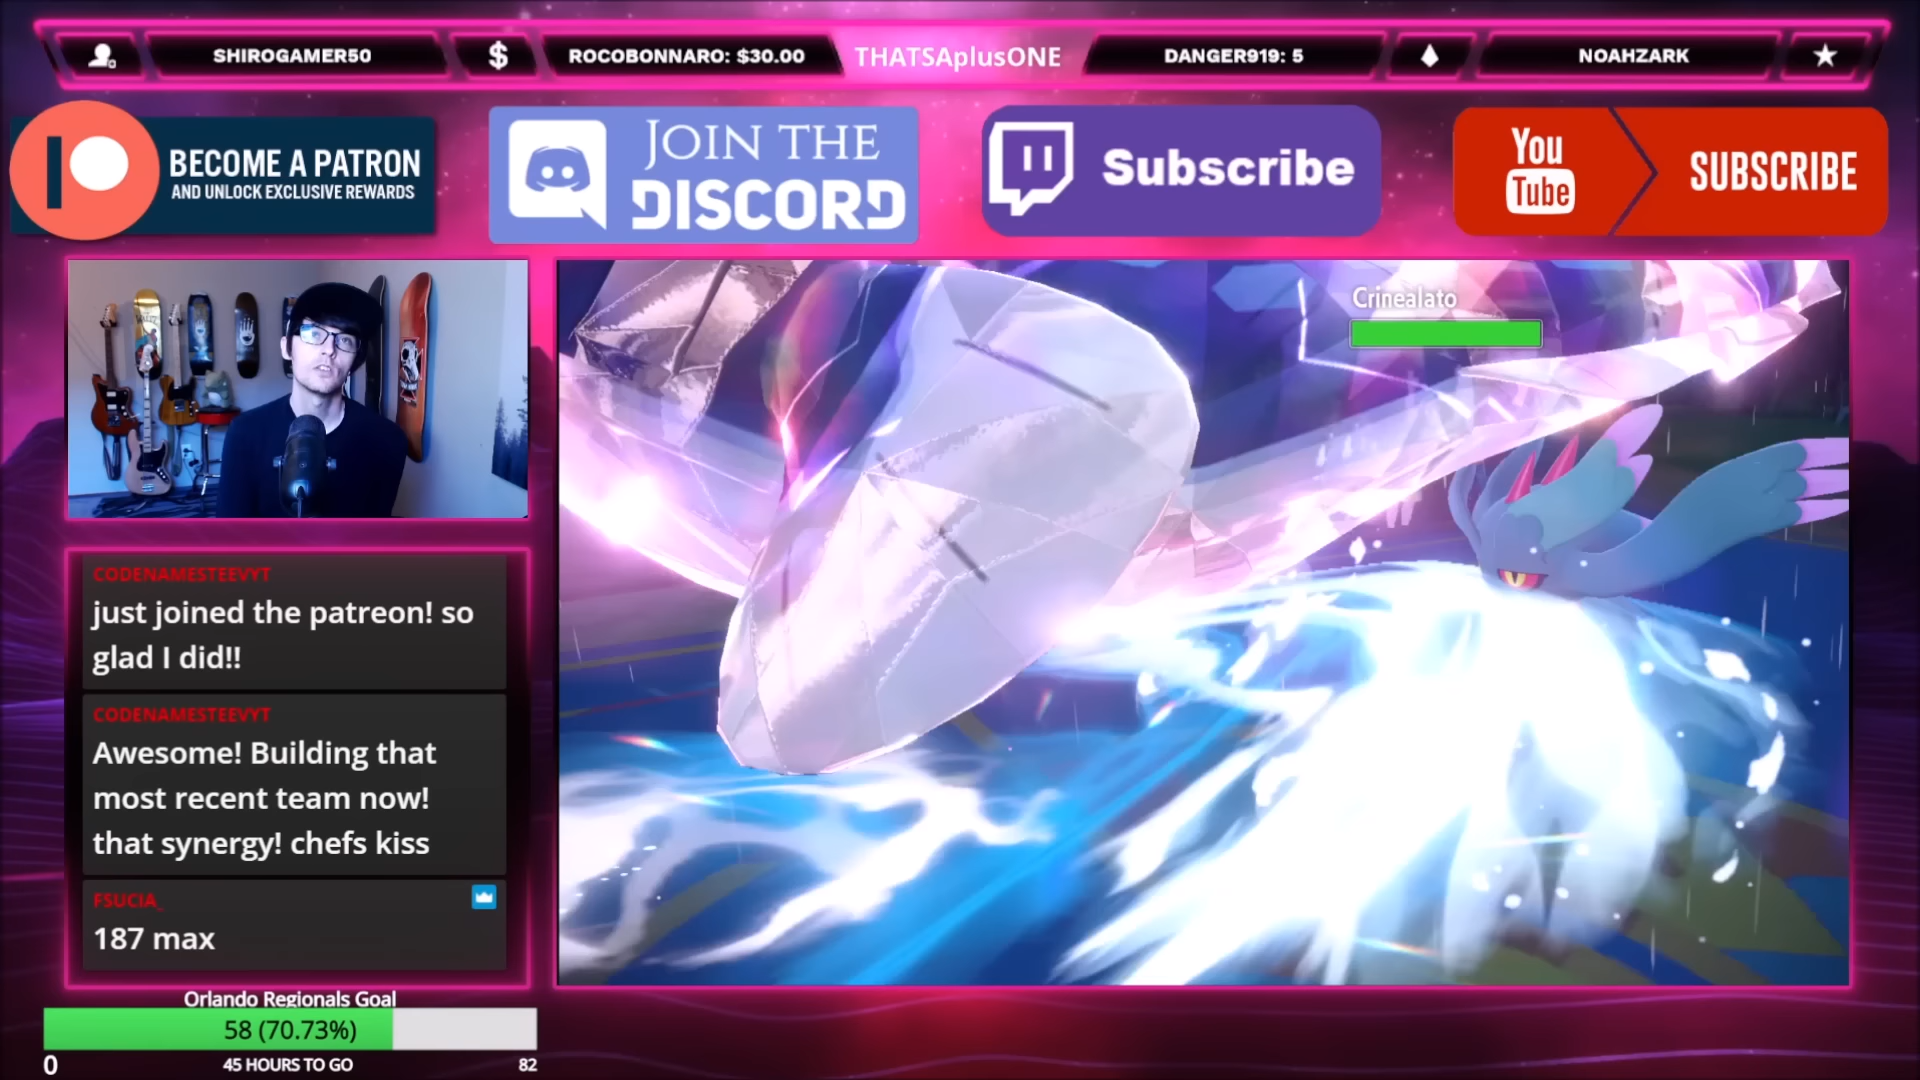 SHIROGAMER50
$
ROCOBONNARO: $30.00
THATSAplusONE
DANGER919: 5
NOAHZARK
BECOME A PATRON
AND UNLOCK EXCLUSIVE REWARDS
JOIN THE
DISCORD
Subscribe
You
Tube
SUBSCRIBE
Crinealato
CODENAMESTEEVYT
just joined the patreon! so
glad I did!!
CODENAMESTEEVYT
Awesome! Building that
most recent team now!
that synergy! chefs kiss
FSUCIA_
187 max
Orlando Regionals Goal
58 (70.73%)
0
45 HOURS TO GO
82